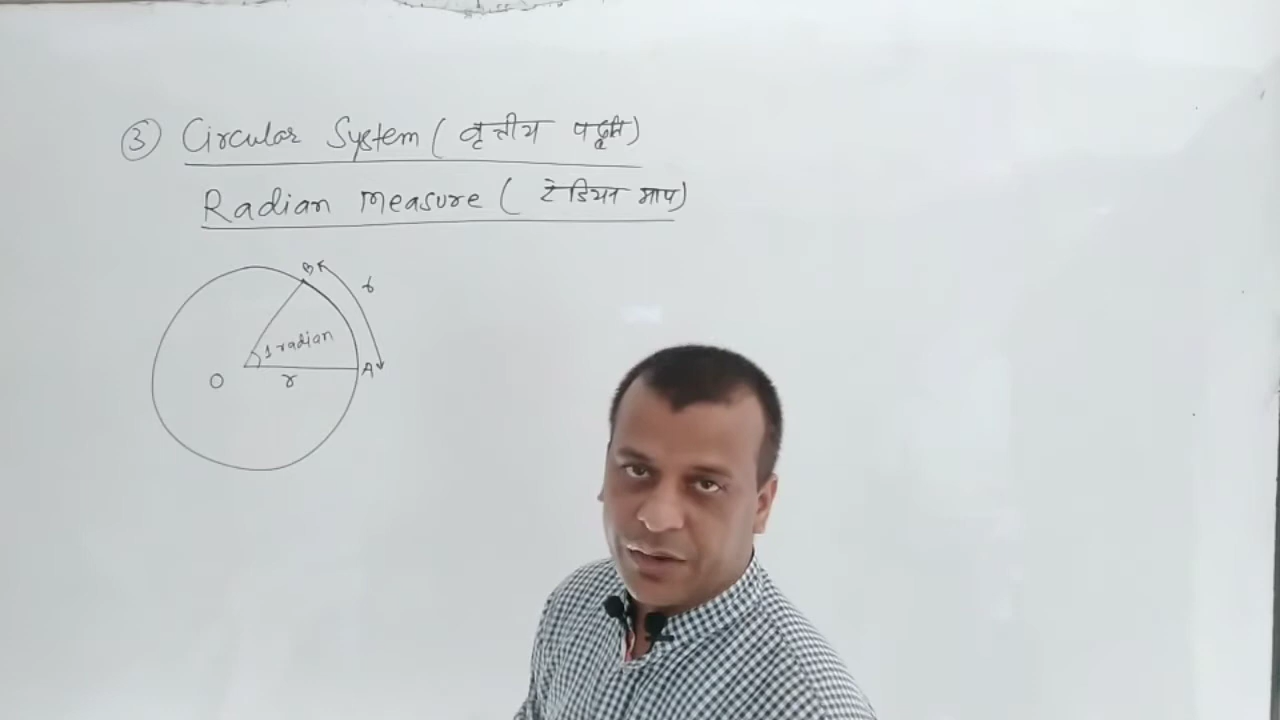 ③ Circular System ( वृत्तीय पद्धति )
Radian Measure ( रेडियन माप )
B
r
1 radian
O
r
A